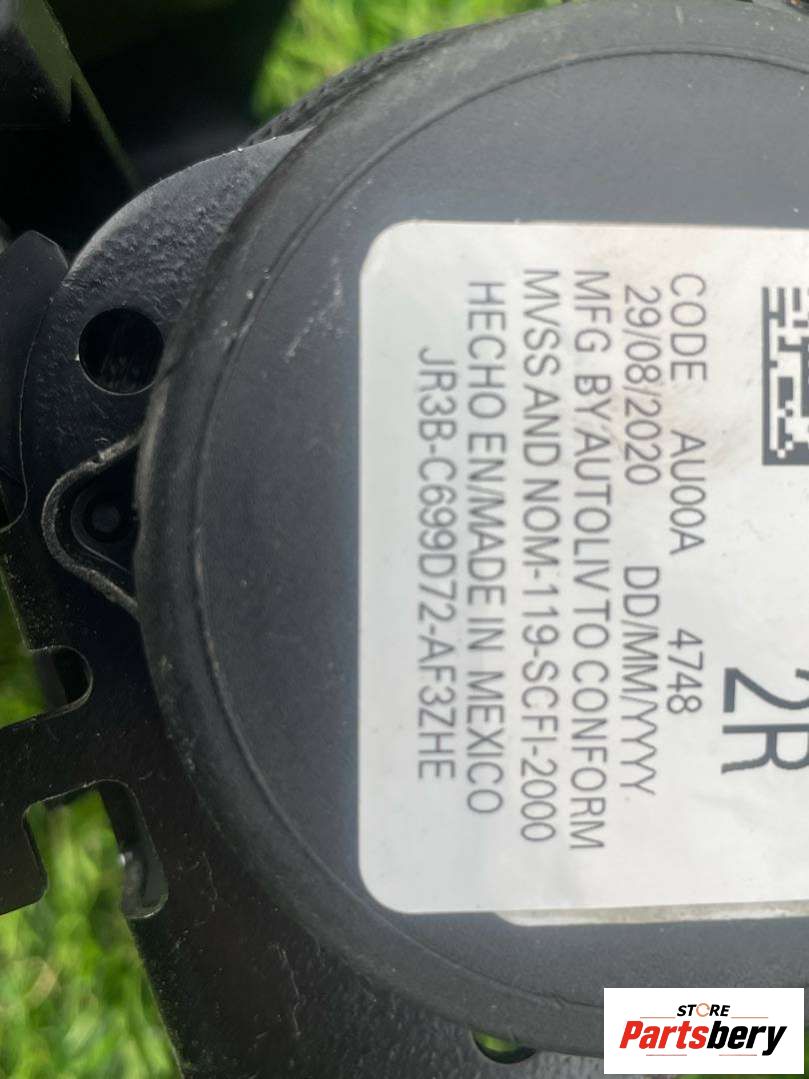 2R
CODE AU00A 4748
29/08/2020 DD/MM/YYYY
MFG BY AUTOLIV TO CONFORM
MVSS AND NOM-119-SCFI-2000
HECHO EN/MADE IN MEXICO
JR3B-C699D72-AF3ZHE
STORE
Partsbery